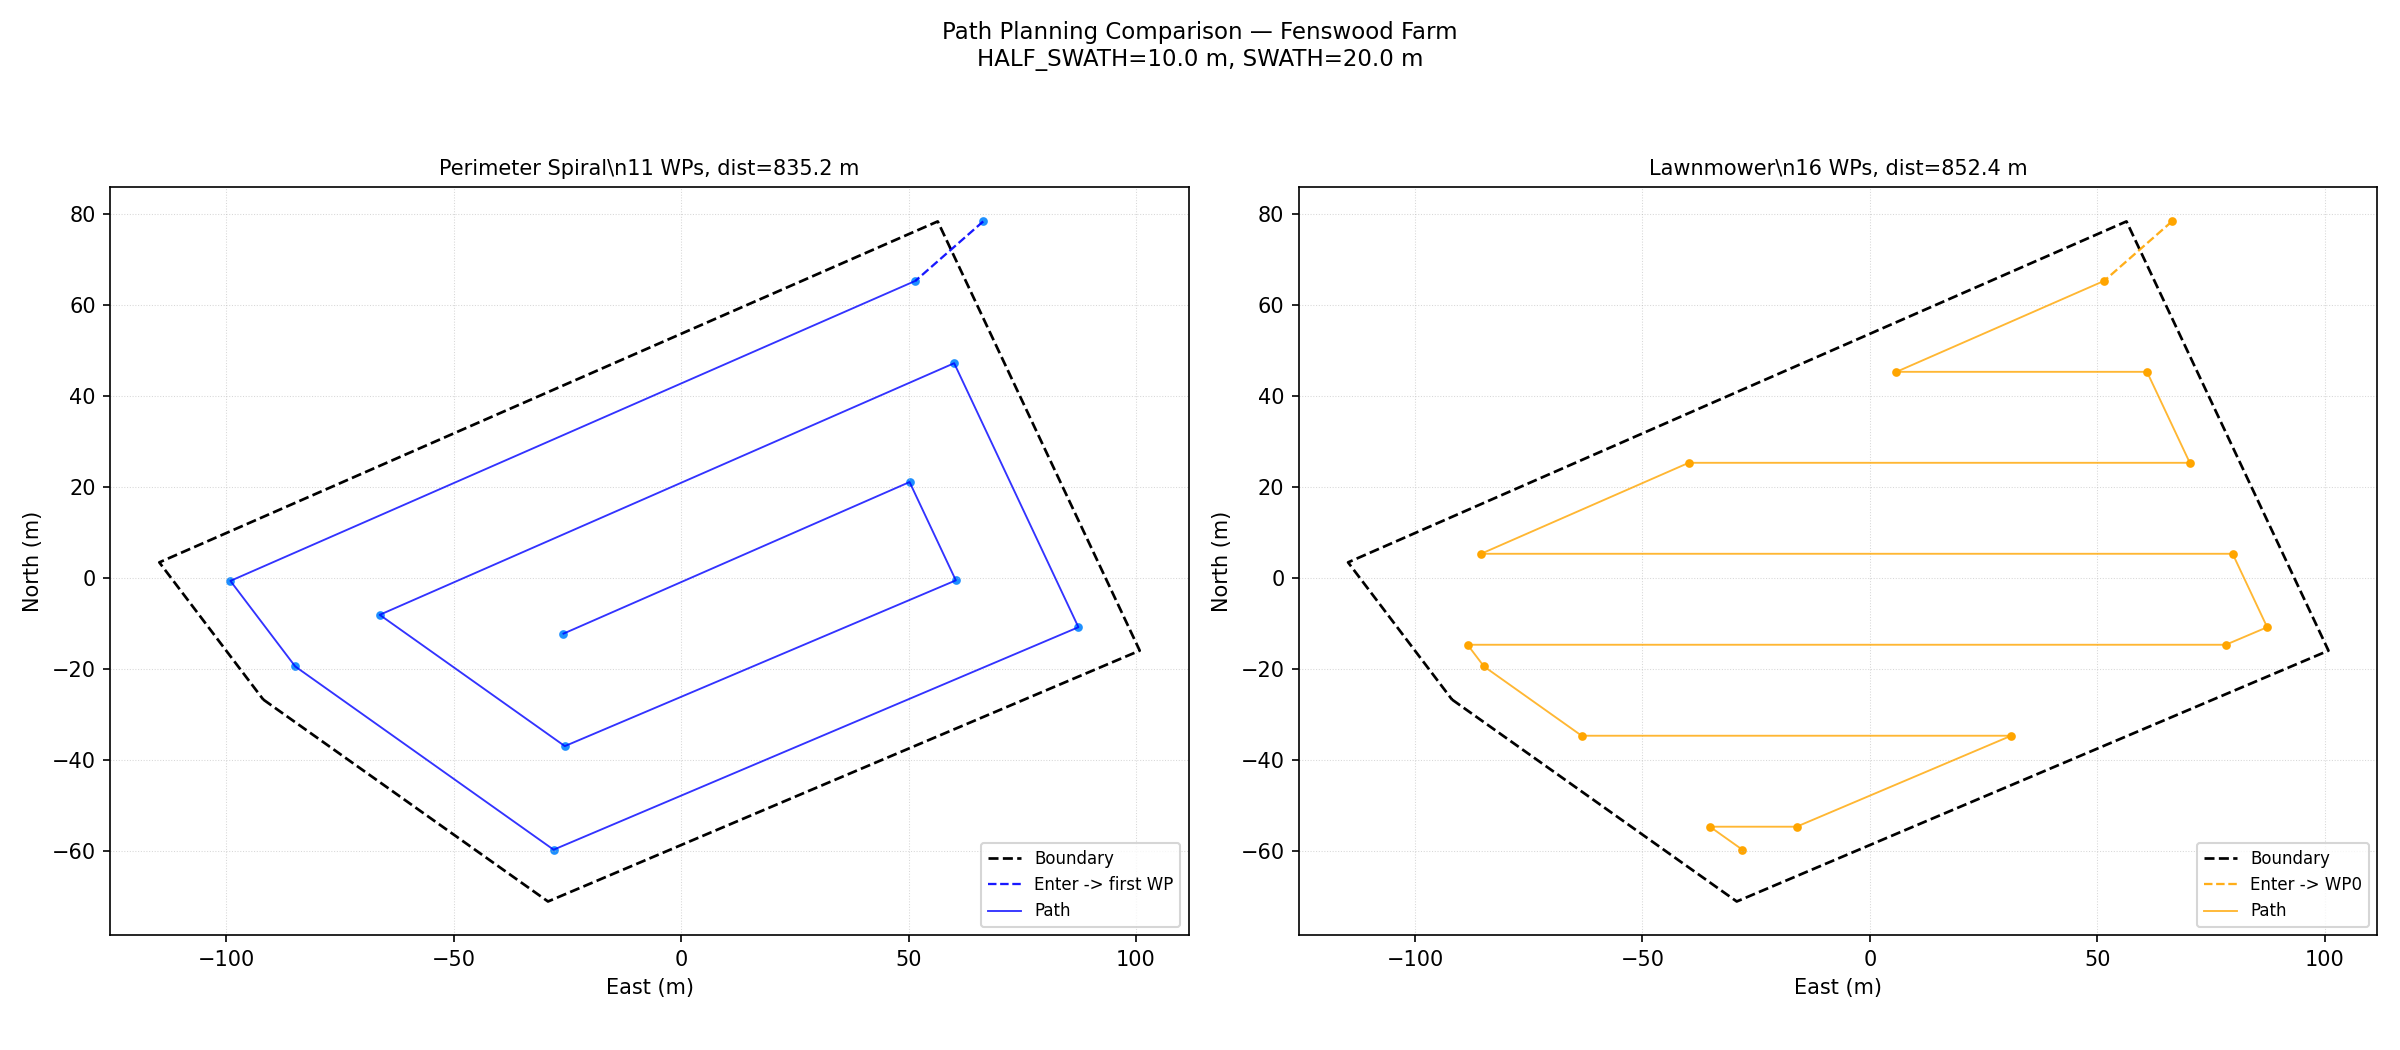 Path Planning Comparison — Fenswood Farm
HALF_SWATH=10.0 m, SWATH=20.0 m
Perimeter Spiral\n11 WPs, dist=835.2 m
80
60
40
20
0
−20
−40
−60
North (m)
−100
−50
0
50
100
East (m)
Boundary
Enter -> first WP
Path
Lawnmower\n16 WPs, dist=852.4 m
80
60
40
20
0
−20
−40
−60
North (m)
−100
−50
0
50
100
East (m)
Boundary
Enter -> WP0
Path